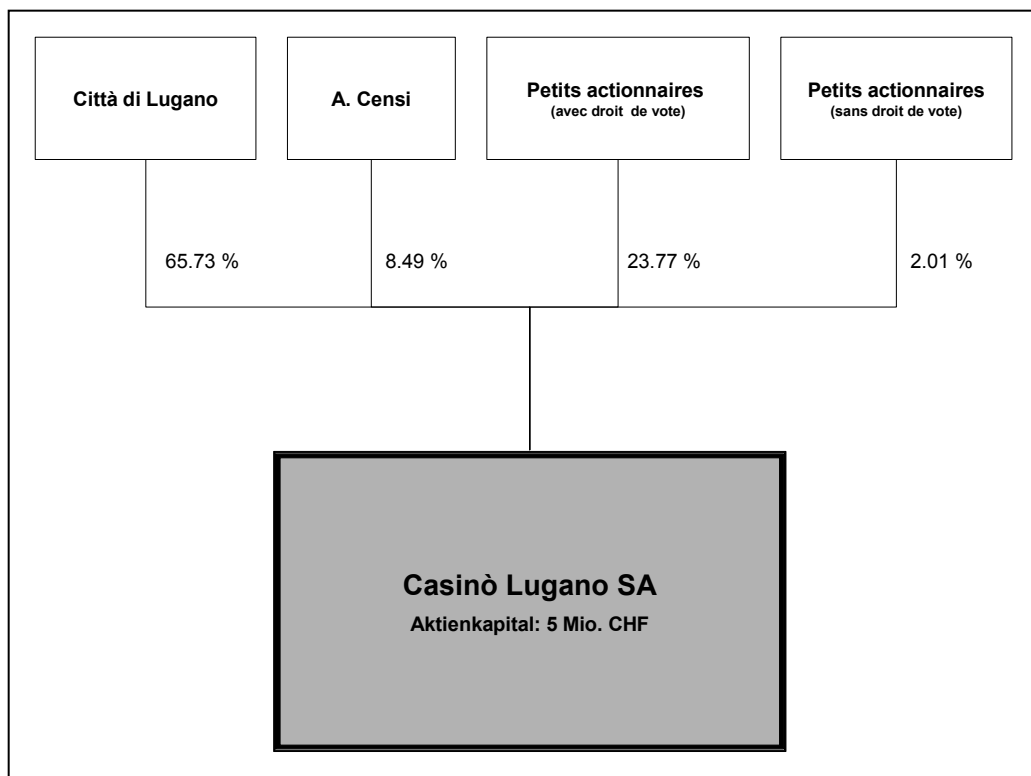 Città di Lugano
A. Censi
Petits actionnaires
(avec droit de vote)
Petits actionnaires
(sans droit de vote)
65.73 %
8.49 %
23.77 %
2.01 %
Casinò Lugano SA
Aktienkapital: 5 Mio. CHF